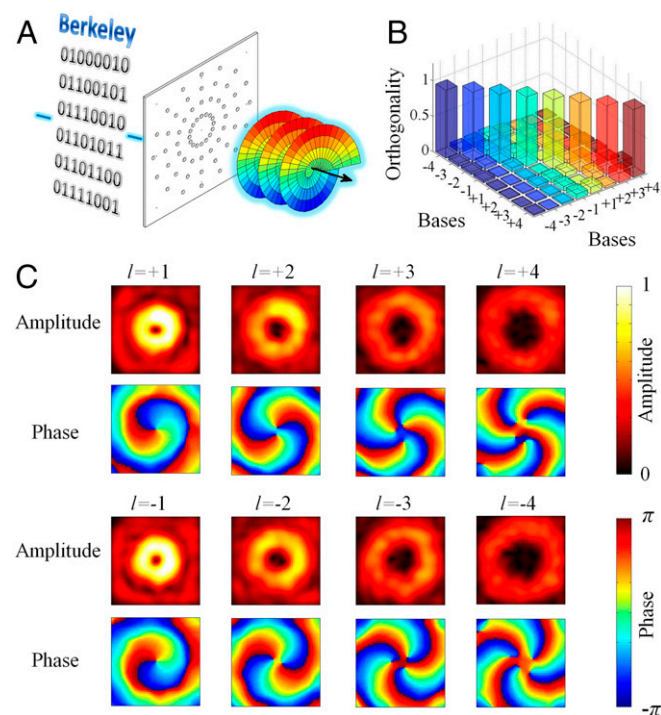 A
Berkeley
01000010
01100101
01110010
01101011
01101100
01111001
B
Orthogonality
1
0.5
0
-4
-3
-2
-1
+1
+2
+3
+4
Bases
-4
-3
-2
-1
+1
+2
+3
+4
Bases
C
l=+1 l=+2 l=+3 l=+4
Amplitude
Phase
1
Amplitude
0
l=-1 l=-2 l=-3 l=-4
Amplitude
Phase
π
Phase
-π